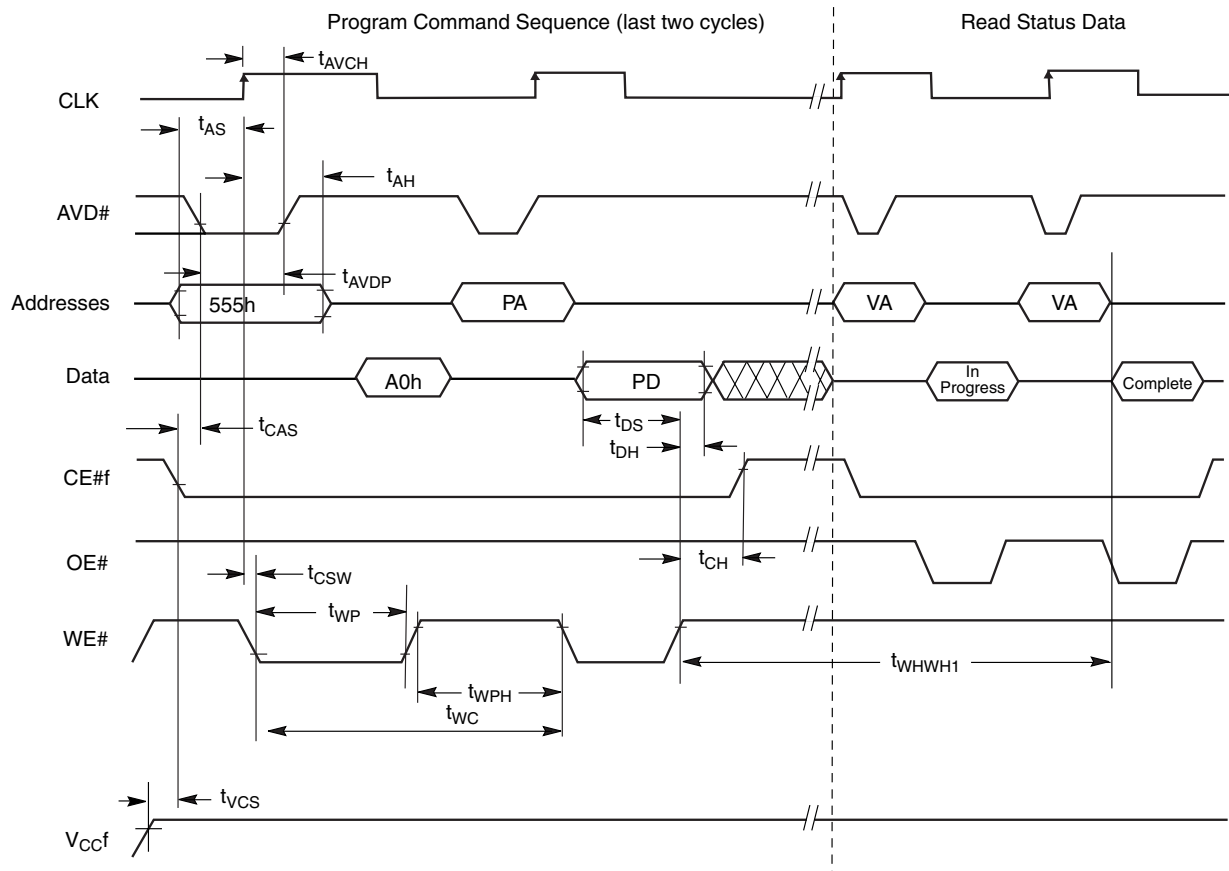 Program Command Sequence (last two cycles)
Read Status Data
tAVCH
CLK
tAS
tAH
AVD#
tAVDP
Addresses
555h
PA
VA
VA
Data
A0h
PD
In
Progress
Complete
tCAS
tDS
tDH
CE#f
OE#
tCH
tCSW
tWP
WE#
tWHWH1
tWPH
tWC
tVCS
VCCf